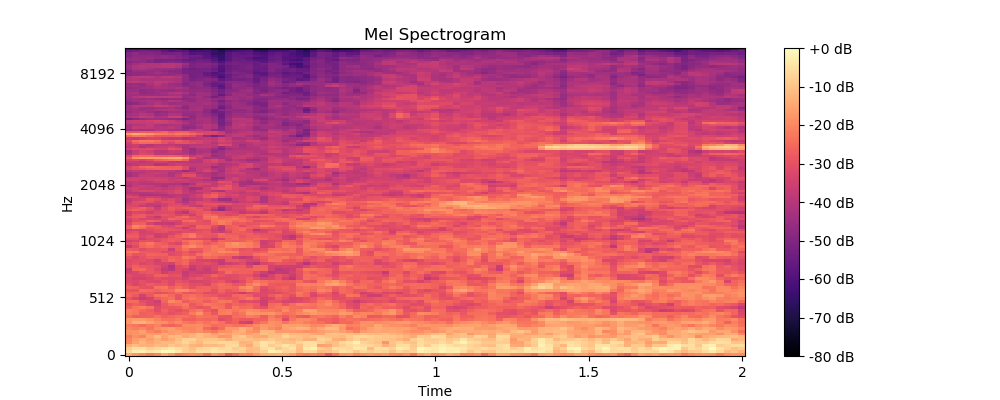 Mel Spectrogram
Hz
8192
4096
2048
1024
512
0
0 0.5 1 1.5 2
Time
+0 dB
-10 dB
-20 dB
-30 dB
-40 dB
-50 dB
-60 dB
-70 dB
-80 dB